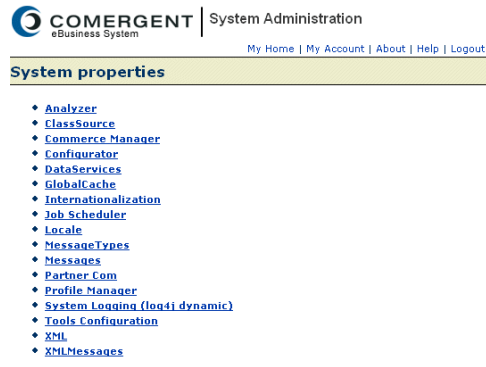 COMERGENT
eBusiness System
System Administration
My Home | My Account | About | Help | Logout
System properties
Analyzer
ClassSource
Commerce Manager
Configurator
DataServices
GlobalCache
Internationalization
Job Scheduler
Locale
MessageTypes
Messages
Partner Com
Profile Manager
System Logging (log4j dynamic)
Tools Configuration
XML
XMLMessages